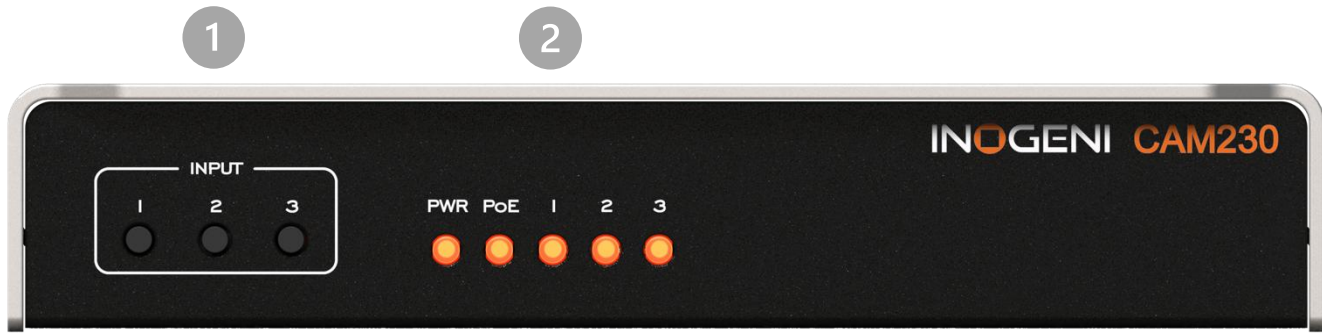 1 2
INOGENI CAM230
INPUT
1 2 3
PWR PoE 1 2 3